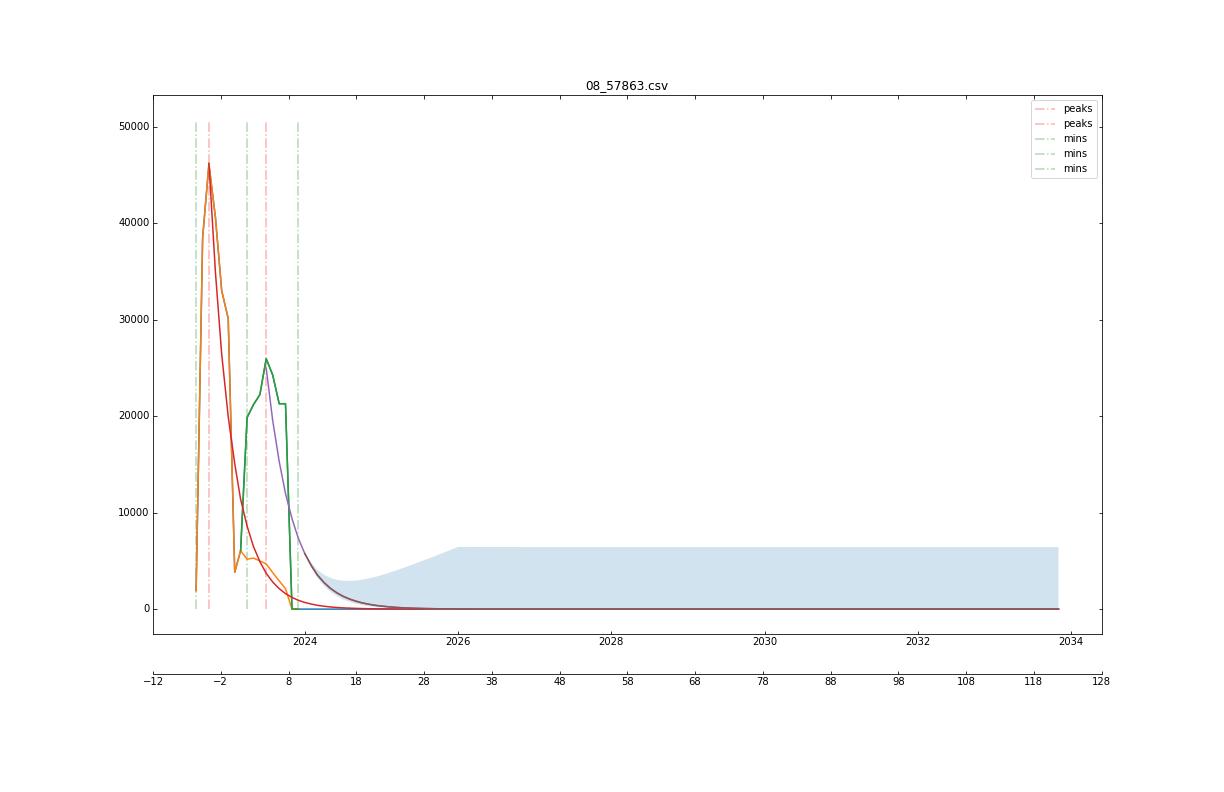 08_57863.csv
peaks
peaks
mins
mins
mins
50000
40000
30000
20000
10000
0
2024 2026 2028 2030 2032 2034
−12 −2 8 18 28 38 48 58 68 78 88 98 108 118 128